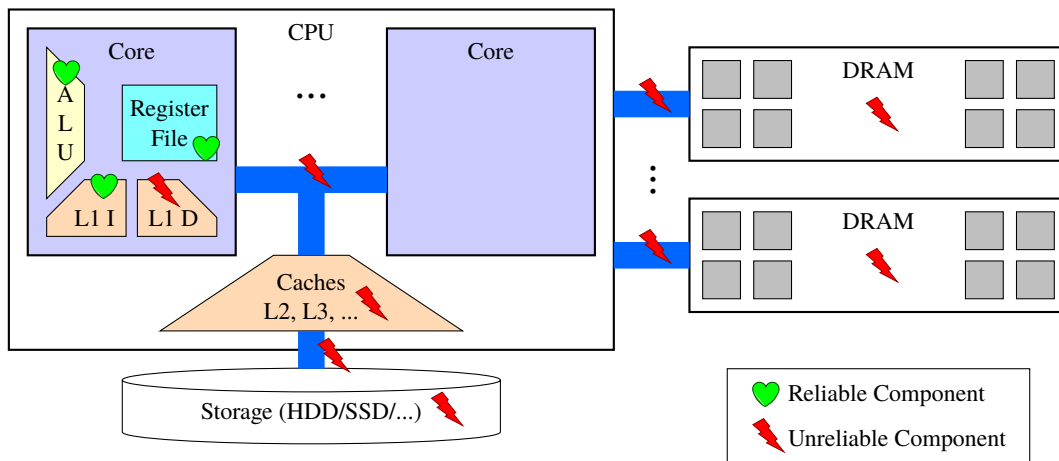 CPU
Core
A
L
U
Register
File
L1 I
L1 D
...
Core
Caches
L2, L3, ...
Storage (HDD/SSD/...)
DRAM
...
DRAM
Reliable Component
Unreliable Component